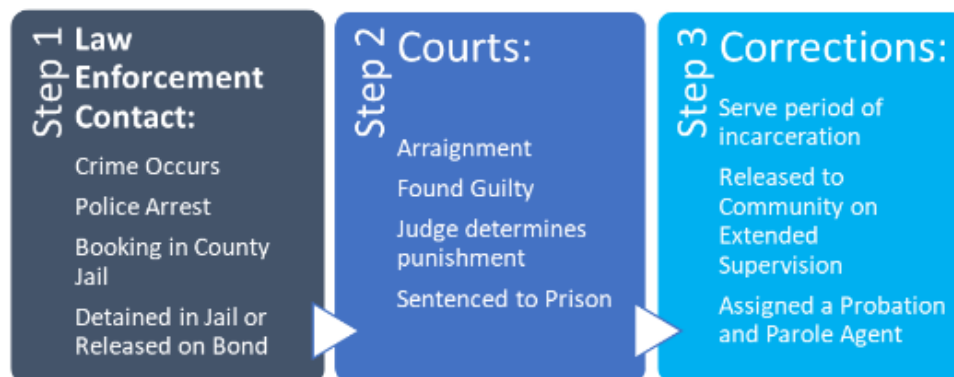 Step 1
Law
Enforcement
Contact:
Crime Occurs
Police Arrest
Booking in County
Jail
Detained in Jail or
Released on Bond
Step 2
Courts:
Arraignment
Found Guilty
Judge determines
punishment
Sentenced to Prison
Step 3
Corrections:
Serve period of
incarceration
Released to
Community on
Extended
Supervision
Assigned a Probation
and Parole Agent